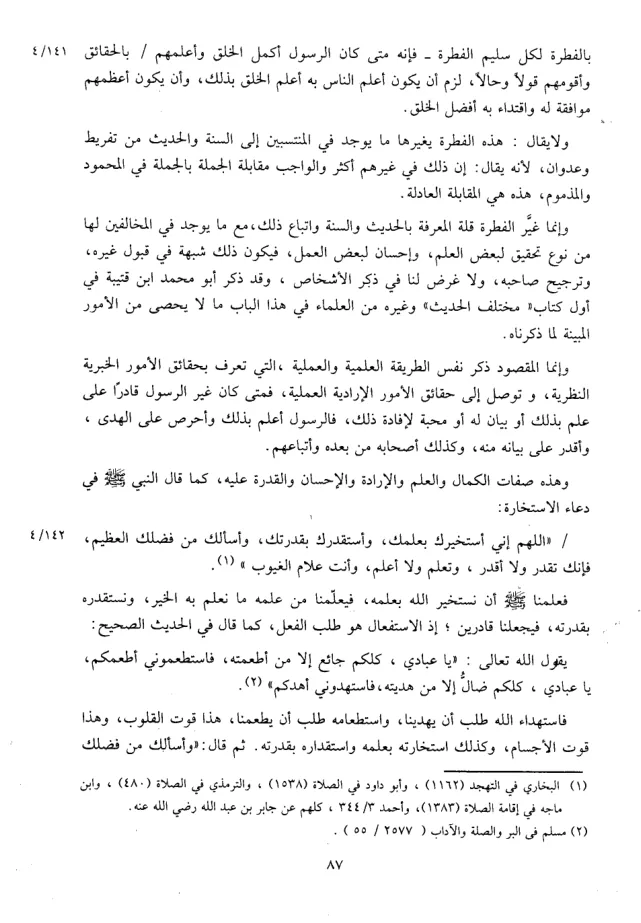 بالفطرة لكل سليم الفطرة ـ فإنه متى كان الرسول أكمل الخلق وأعلمهم / بالحقائق ٤/١٤١
وأقومهم قولاً وحالاً، لزم أن يكون أعلم الناس به أعلم الخلق بذلك، وأن يكون أعظمهم
موافقة له واقتداء به أفضل الخلق.
ولايقال : هذه الفطرة يغيرها ما يوجد في المنتسبين إلى السنة والحديث من تفريط
وعدوان، لأنه يقال: إن ذلك في غيرهم أكثر والواجب مقابلة الجملة بالجملة في المحمود
والمذموم، هذه هي المقابلة العادلة.
وإنما غيَّر الفطرة قلة المعرفة بالحديث والسنة واتباع ذلك،مع ما يوجد في المخالفين لها
من نوع تحقيق لبعض العلم، وإحسان لبعض العمل، فيكون ذلك شبهة في قبول غيره،
وترجيح صاحبه، ولا غرض لنا في ذكر الأشخاص ، وقد ذكر أبو محمد ابن قتيبة في
أول كتاب« مختلف الحديث» وغيره من العلماء في هذا الباب ما لا يحصى من الأمور
المبينة لما ذكرناه.
وإنما المقصود ذكر نفس الطريقة العلمية والعملية ،التي تعرف بحقائق الأمور الخبرية
النظرية، و توصل إلى حقائق الأمور الإرادية العملية، فمتى كان غير الرسول قادرًا على
علم بذلك أو بيان له أو محبة لإفادة ذلك، فالرسول أعلم بذلك وأحرص على الهدى ،
وأقدر على بيانه منه، وكذلك أصحابه من بعده وأتباعهم.
وهذه صفات الكمال والعلم والإرادة والإحسان والقدرة عليه، كما قال النبي ﷺ في
دعاء الاستخارة:
/ «اللهم إني أستخيرك بعلمك، وأستقدرك بقدرتك، وأسألك من فضلك العظيم، ٤/١٤٢
فإنك تقدر ولا أقدر ، وتعلم ولا أعلم، وأنت علام الغيوب » (١).
فعلمنا ﷺ أن نستخير الله بعلمه، فيعلّمنا من علمه ما نعلم به الخير، ونستقدره
بقدرته، فيجعلنا قادرين ؛ إذ الاستفعال هو طلب الفعل، كما قال في الحديث الصحيح:
يقول الله تعالى : «يا عبادي ، كلكم جائع إلا من أطعمته، فاستطعموني أطعمكم،
يا عبادي ، كلكم ضالٌّ إلا من هديته،فاستهدوني أهدكم» (٢).
فاستهداء الله طلب أن يهدينا، واستطعامه طلب أن يطعمنا، هذا قوت القلوب، وهذا
قوت الأجسام، وكذلك استخارته بعلمه واستقداره بقدرته. ثم قال:«وأسألك من فضلك
(١) البخاري في التهجد (١١٦٢) ، وأبو داود في الصلاة (١٥٣٨) ، والترمذي في الصلاة (٤٨٠) ، وابن
ماجه في إقامة الصلاة (١٣٨٣)، وأحمد ٣٤٤/٣ ، كلهم عن جابر بن عبد الله رضي الله عنه.
(٢) مسلم فى البر والصلة والآداب ( ٢٥٧٧ / ٥٥ ) .
٨٧